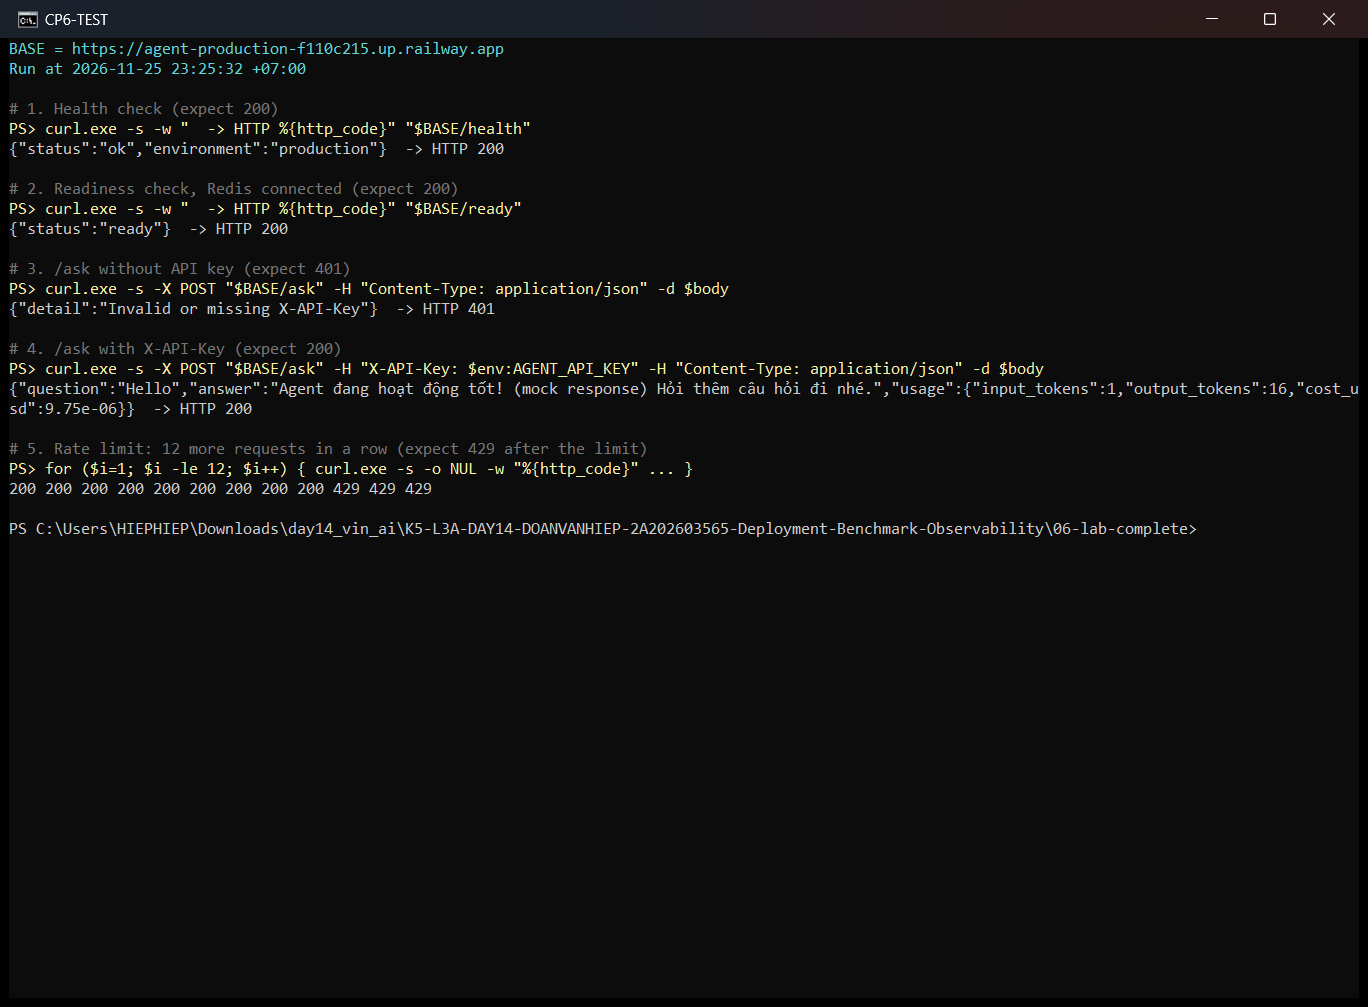 CP6-TEST
BASE = https://agent-production-f110c215.up.railway.app
Run at 2026-11-25 23:25:32 +07:00
# 1. Health check (expect 200)
PS> curl.exe -s -w "  -> HTTP %{http_code}" "$BASE/health"
{"status":"ok","environment":"production"}  -> HTTP 200
# 2. Readiness check, Redis connected (expect 200)
PS> curl.exe -s -w "  -> HTTP %{http_code}" "$BASE/ready"
{"status":"ready"}  -> HTTP 200
# 3. /ask without API key (expect 401)
PS> curl.exe -s -X POST "$BASE/ask" -H "Content-Type: application/json" -d $body
{"detail":"Invalid or missing X-API-Key"}  -> HTTP 401
# 4. /ask with X-API-Key (expect 200)
PS> curl.exe -s -X POST "$BASE/ask" -H "X-API-Key: $env:AGENT_API_KEY" -H "Content-Type: application/json" -d $body
{"question":"Hello","answer":"Agent đang hoạt động tốt! (mock response) Hỏi thêm câu hỏi đi nhé.","usage":{"input_tokens":1,"output_tokens":16,"cost_u
sd":9.75e-06}}  -> HTTP 200
# 5. Rate limit: 12 more requests in a row (expect 429 after the limit)
PS> for ($i=1; $i -le 12; $i++) { curl.exe -s -o NUL -w "%{http_code}" ... }
200 200 200 200 200 200 200 200 200 429 429 429
PS C:\Users\HIEPHIEP\Downloads\day14_vin_ai\K5-L3A-DAY14-DOANVANHIEP-2A202603565-Deployment-Benchmark-Observability\06-lab-complete>